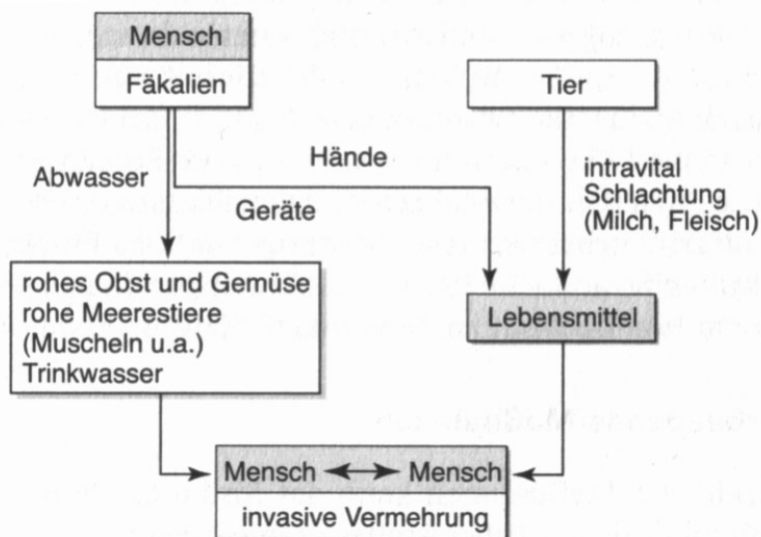 Mensch
Fäkalien
Tier
Hände
Abwasser
Geräte
intravital
Schlachtung
(Milch, Fleisch)
rohes Obst und Gemüse
rohe Meerestiere
(Muscheln u.a.)
Trinkwasser
Lebensmittel
Mensch Mensch
invasive Vermehrung